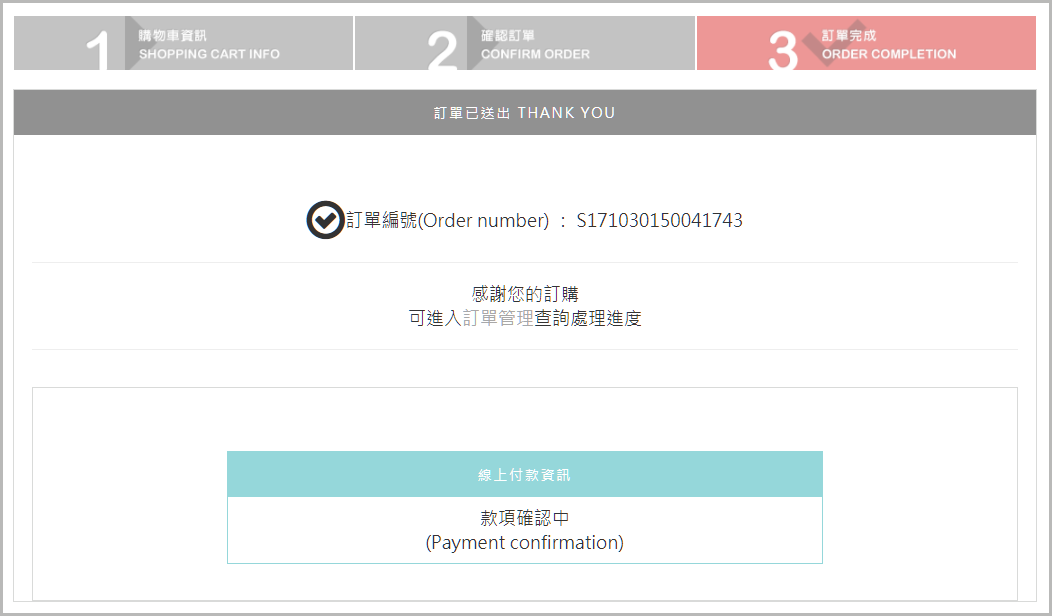 1 購物車資訊
SHOPPING CART INFO
2 確認訂單
CONFIRM ORDER
3 訂單完成
ORDER COMPLETION
訂單已送出 THANK YOU
訂單編號(Order number) : S171030150041743
感謝您的訂購
可進入訂單管理查詢處理進度
線上付款資訊
款項確認中
(Payment confirmation)